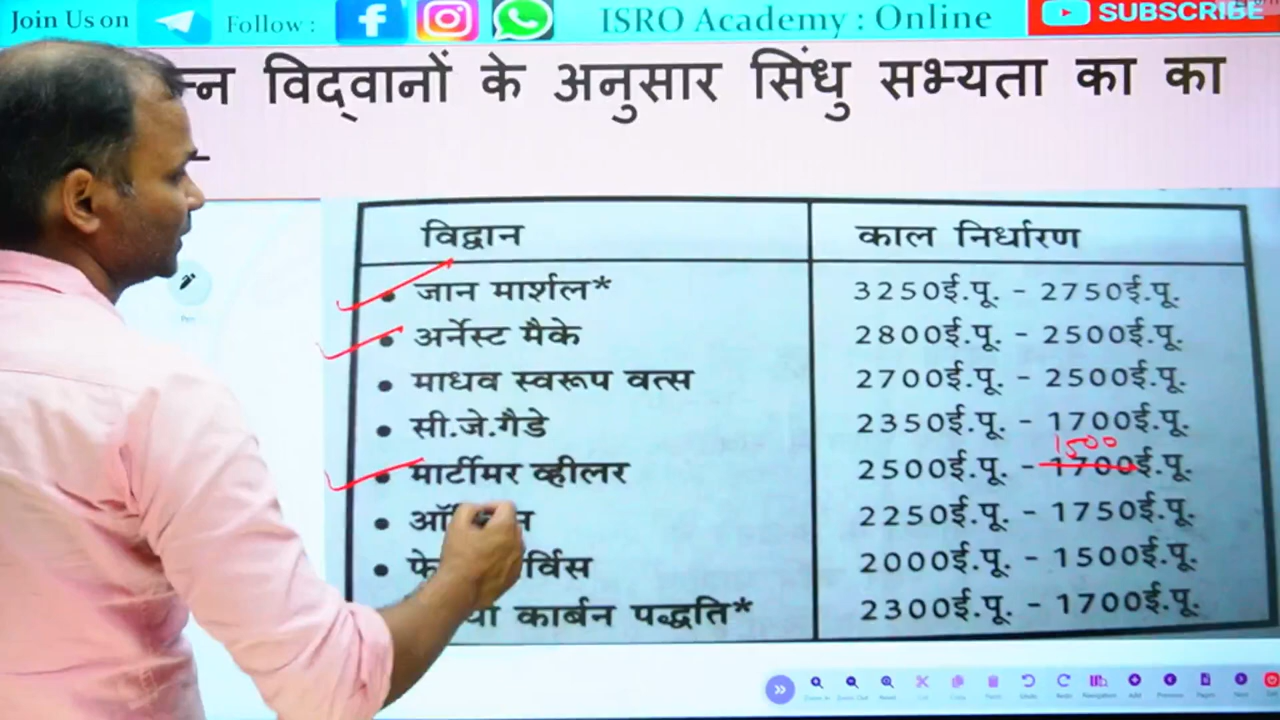 Join Us on Follow : ISRO Academy : Online SUBSCRIBE
विद्वानों के अनुसार सिंधु सभ्यता का का
–
विद्वान काल निर्धारण
• जान मार्शल* 3250ई.पू. - 2750ई.पू.
• अर्नेस्ट मैके 2800ई.पू. - 2500ई.पू.
• माधव स्वरूप वत्स 2700ई.पू. - 2500ई.पू.
• सी.जे.गैडे 2350ई.पू. - 1700ई.पू.
1500
• मार्टीमर व्हीलर 2500ई.पू. - 1700ई.पू.
• 2250ई.पू. - 1750ई.पू.
• 2000ई.पू. - 1500ई.पू.
कार्बन पद्धति* 2300ई.पू. - 1700ई.पू.